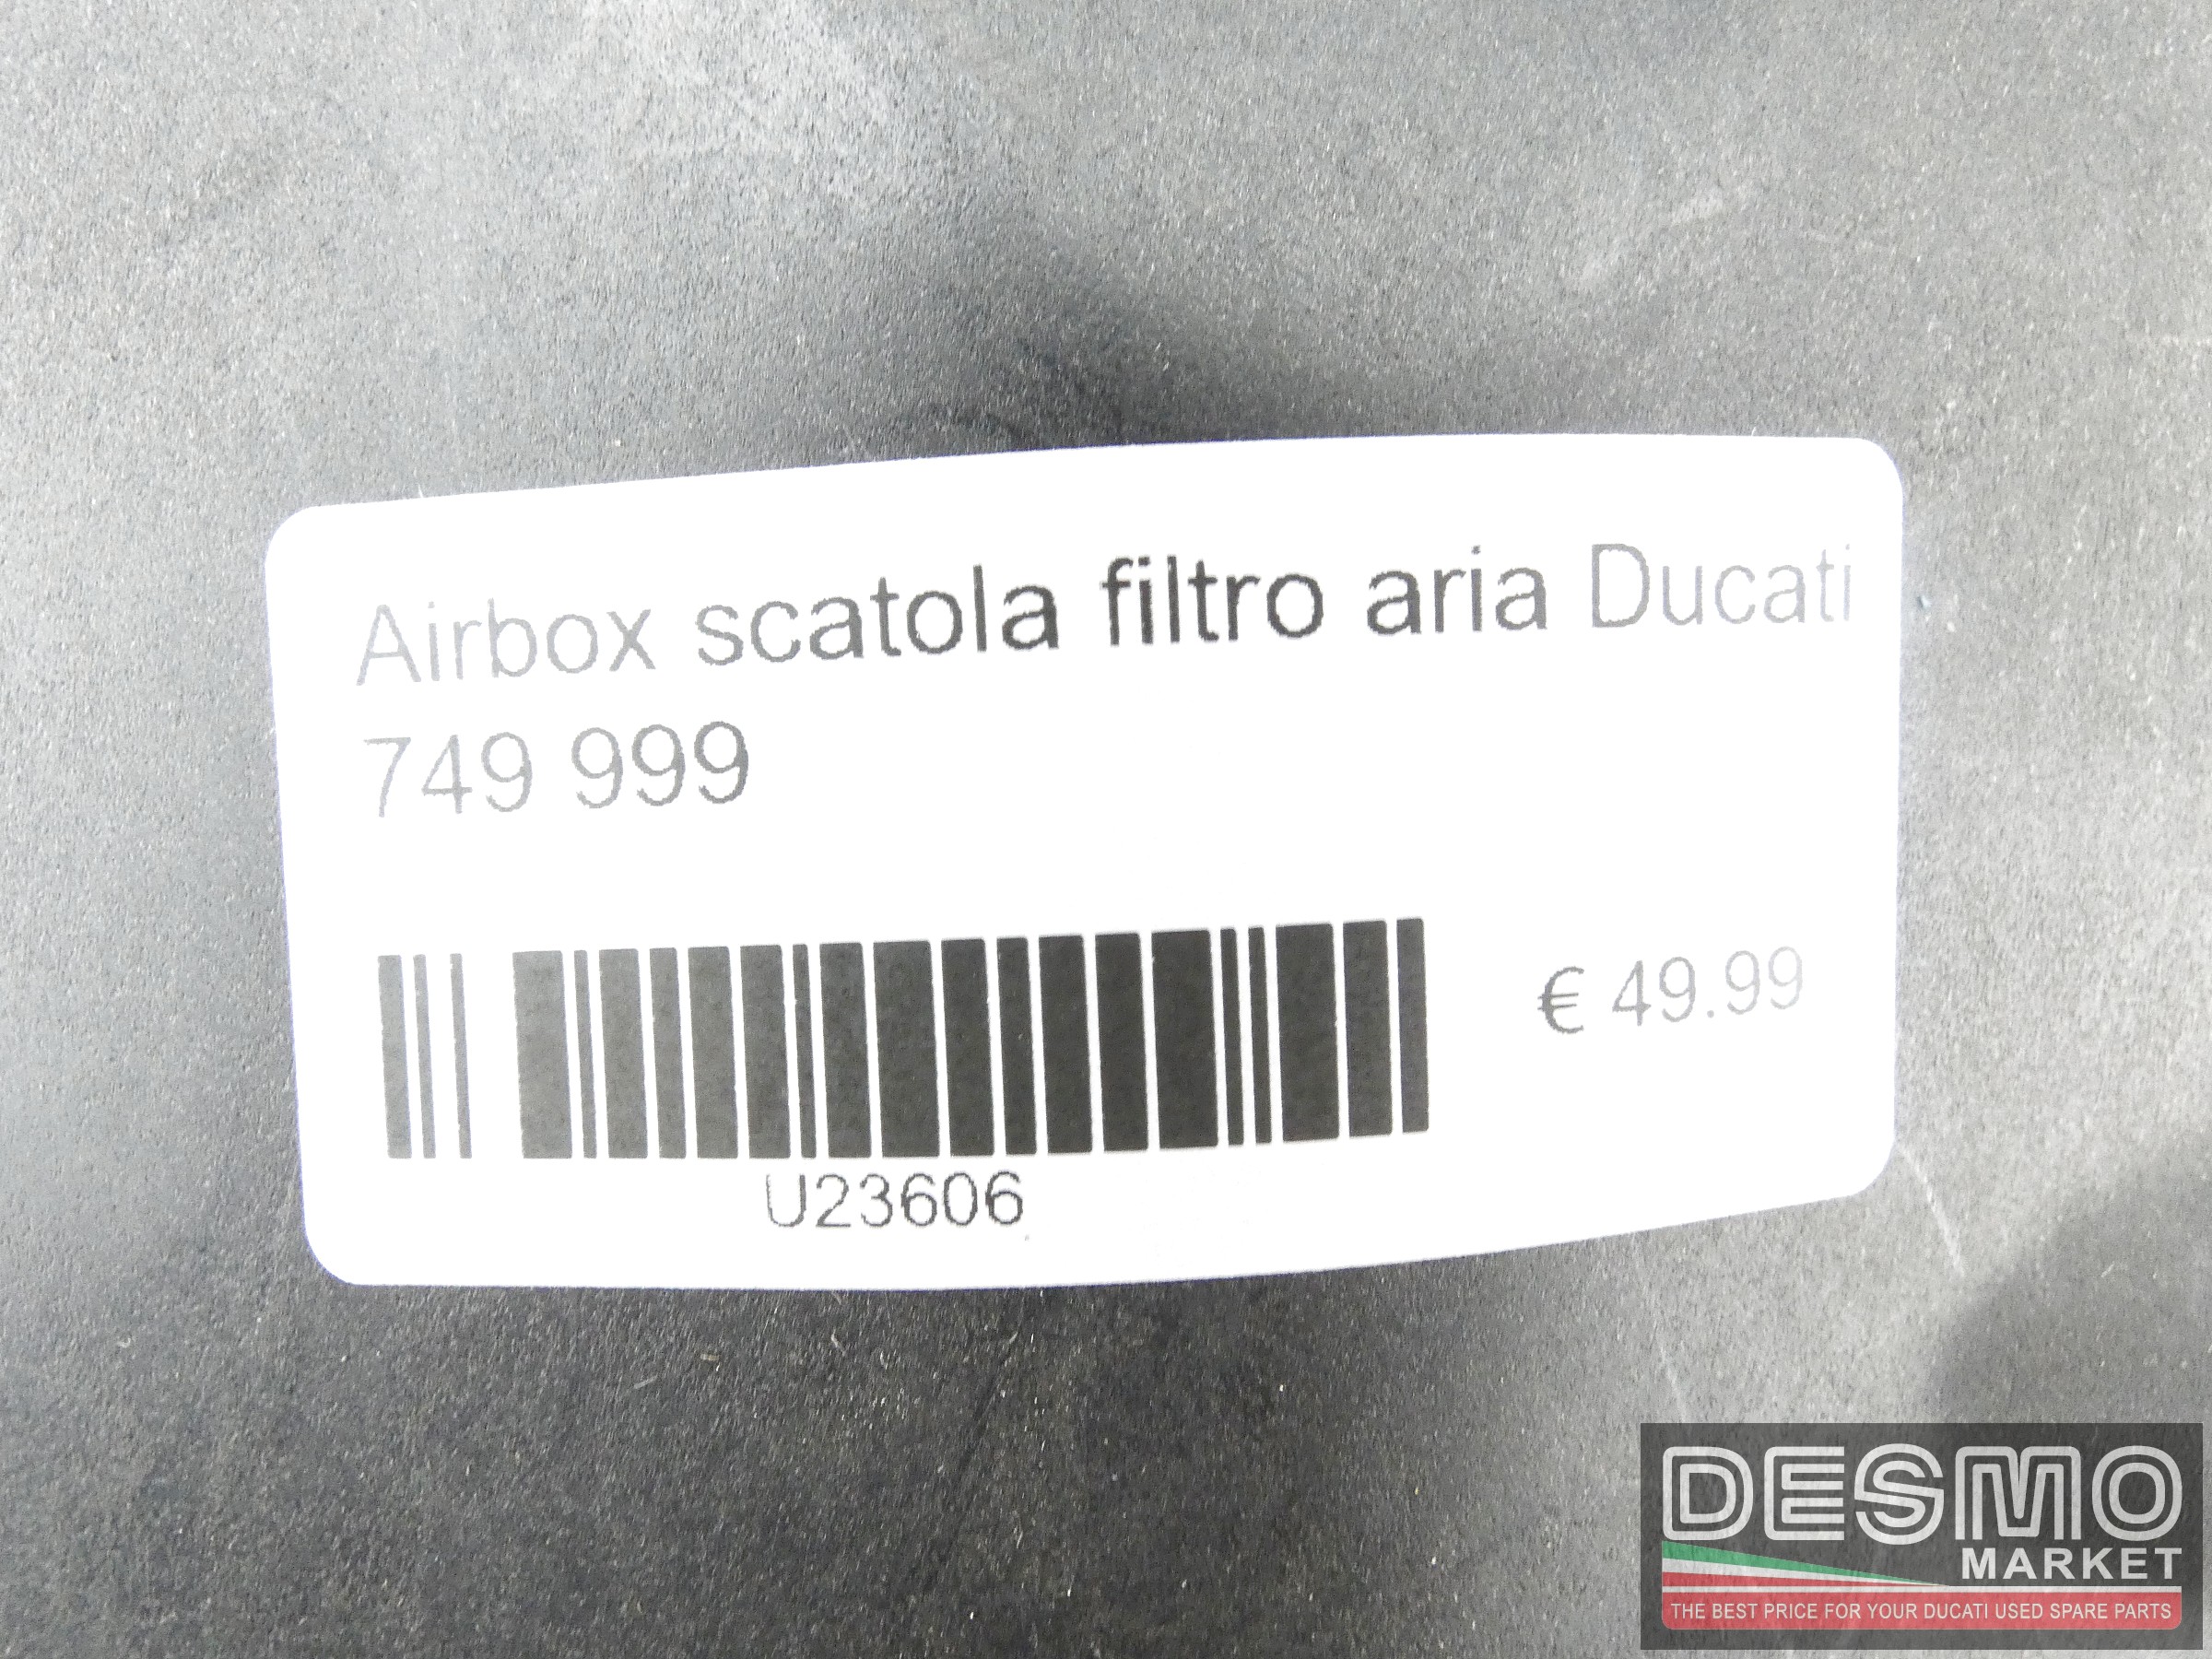 Airbox scatola filtro aria Ducati
749 999
€ 49.99
U23606
DESMO
MARKET
THE BEST PRICE FOR YOUR DUCATI USED SPARE PARTS